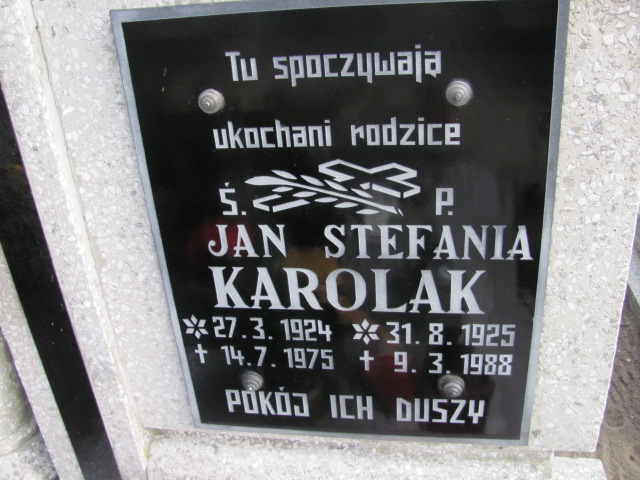 Tu spoczywają
ukochani rodzice
Ś. P.
JAN STEFANIA
KAROLAK
27.3.1924 31.8.1925
✝ 14.7.1975 ✝ 9.3.1988
POKÓJ ICH DUSZY